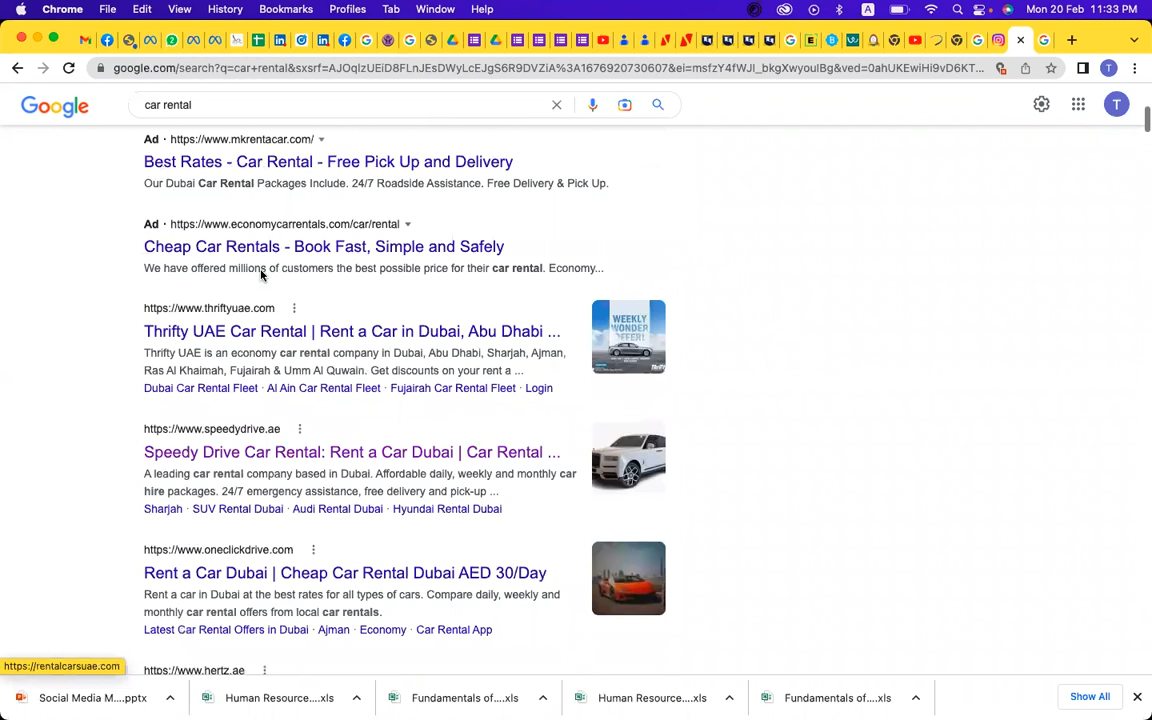 Chrome File Edit View History Bookmarks Profiles Tab Window Help
A
Mon 20 Feb 11:33 PM
google.com/search?q=car+rental&sxsrf=AJOqlzUEiD8FLnJEsDWyLcEJgS6R9DVZiA%3A1676920730607&ei=msfzY4fWJI_bkgXwyoulBg&ved=0ahUKEwiHi9vD6KT...
T
Google
car rental
T
Ad · https://www.mkrentacar.com/
Best Rates - Car Rental - Free Pick Up and Delivery
Our Dubai Car Rental Packages Include. 24/7 Roadside Assistance. Free Delivery & Pick Up.
Ad · https://www.economycarrentals.com/car/rental
Cheap Car Rentals - Book Fast, Simple and Safely
We have offered millions of customers the best possible price for their car rental. Economy...
https://www.thriftyuae.com
Thrifty UAE Car Rental | Rent a Car in Dubai, Abu Dhabi ...
Thrifty UAE is an economy car rental company in Dubai, Abu Dhabi, Sharjah, Ajman,
Ras Al Khaimah, Fujairah & Umm Al Quwain. Get discounts on your rent a ...
Dubai Car Rental Fleet · Al Ain Car Rental Fleet · Fujairah Car Rental Fleet · Login
WEEKLY
WONDER
OFFER!
Thrifty
https://www.speedydrive.ae
Speedy Drive Car Rental: Rent a Car Dubai | Car Rental ...
A leading car rental company based in Dubai. Affordable daily, weekly and monthly car
hire packages. 24/7 emergency assistance, free delivery and pick-up ...
Sharjah · SUV Rental Dubai · Audi Rental Dubai · Hyundai Rental Dubai
https://www.oneclickdrive.com
Rent a Car Dubai | Cheap Car Rental Dubai AED 30/Day
Rent a car in Dubai at the best rates for all types of cars. Compare daily, weekly and
monthly car rental offers from local car rentals.
Latest Car Rental Offers in Dubai · Ajman · Economy · Car Rental App
https://www.hertz.ae
https://rentalcarsuae.com
Social Media M....pptx
Human Resource....xls
Fundamentals of....xls
Human Resource....xls
Fundamentals of....xls
Show All